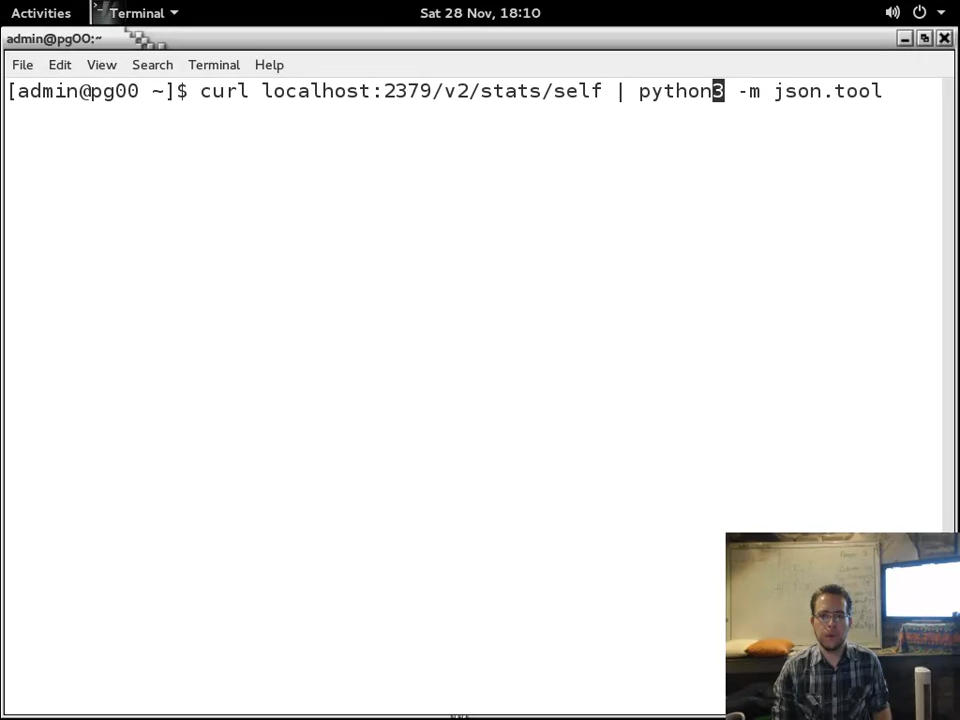 Activities
Terminal
Sat 28 Nov, 18:10
admin@pg00:~
File Edit View Search Terminal Help
[admin@pg00 ~]$ curl localhost:2379/v2/stats/self | python3 -m json.tool